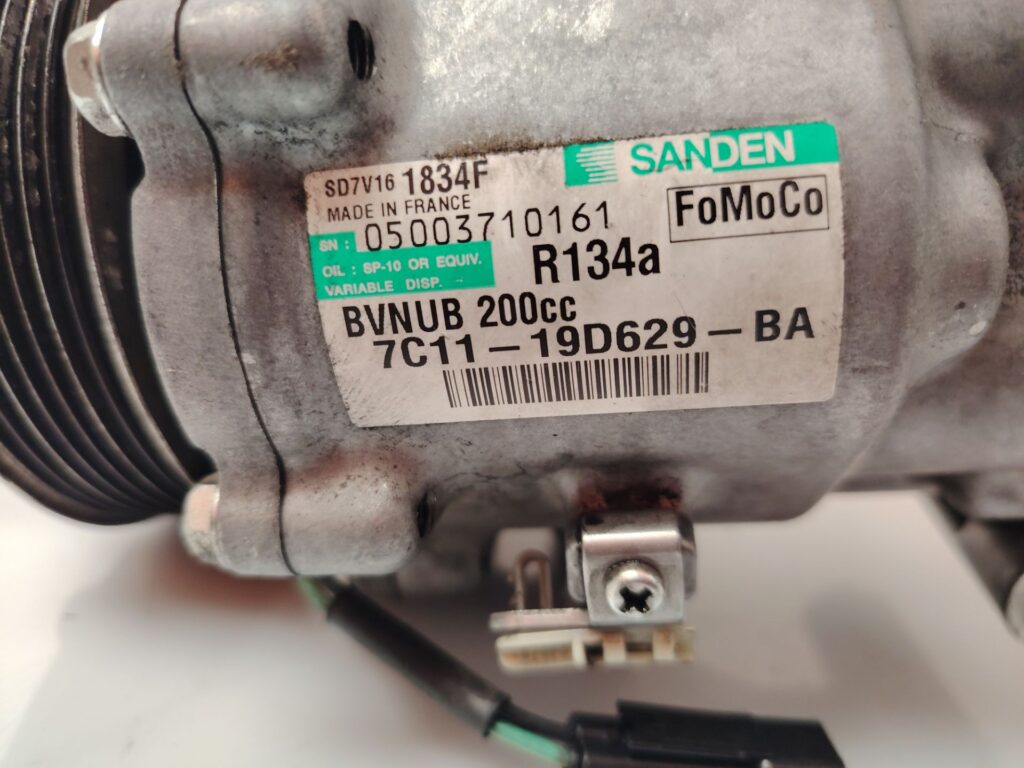 SANDEN
SD7V16 1834F
MADE IN FRANCE
FoMoCo
SN : 05003710161
OIL : SP-10 OR EQUIV.
VARIABLE DISP.
R134a
BVNUB 200cc
7C11-19D629-BA